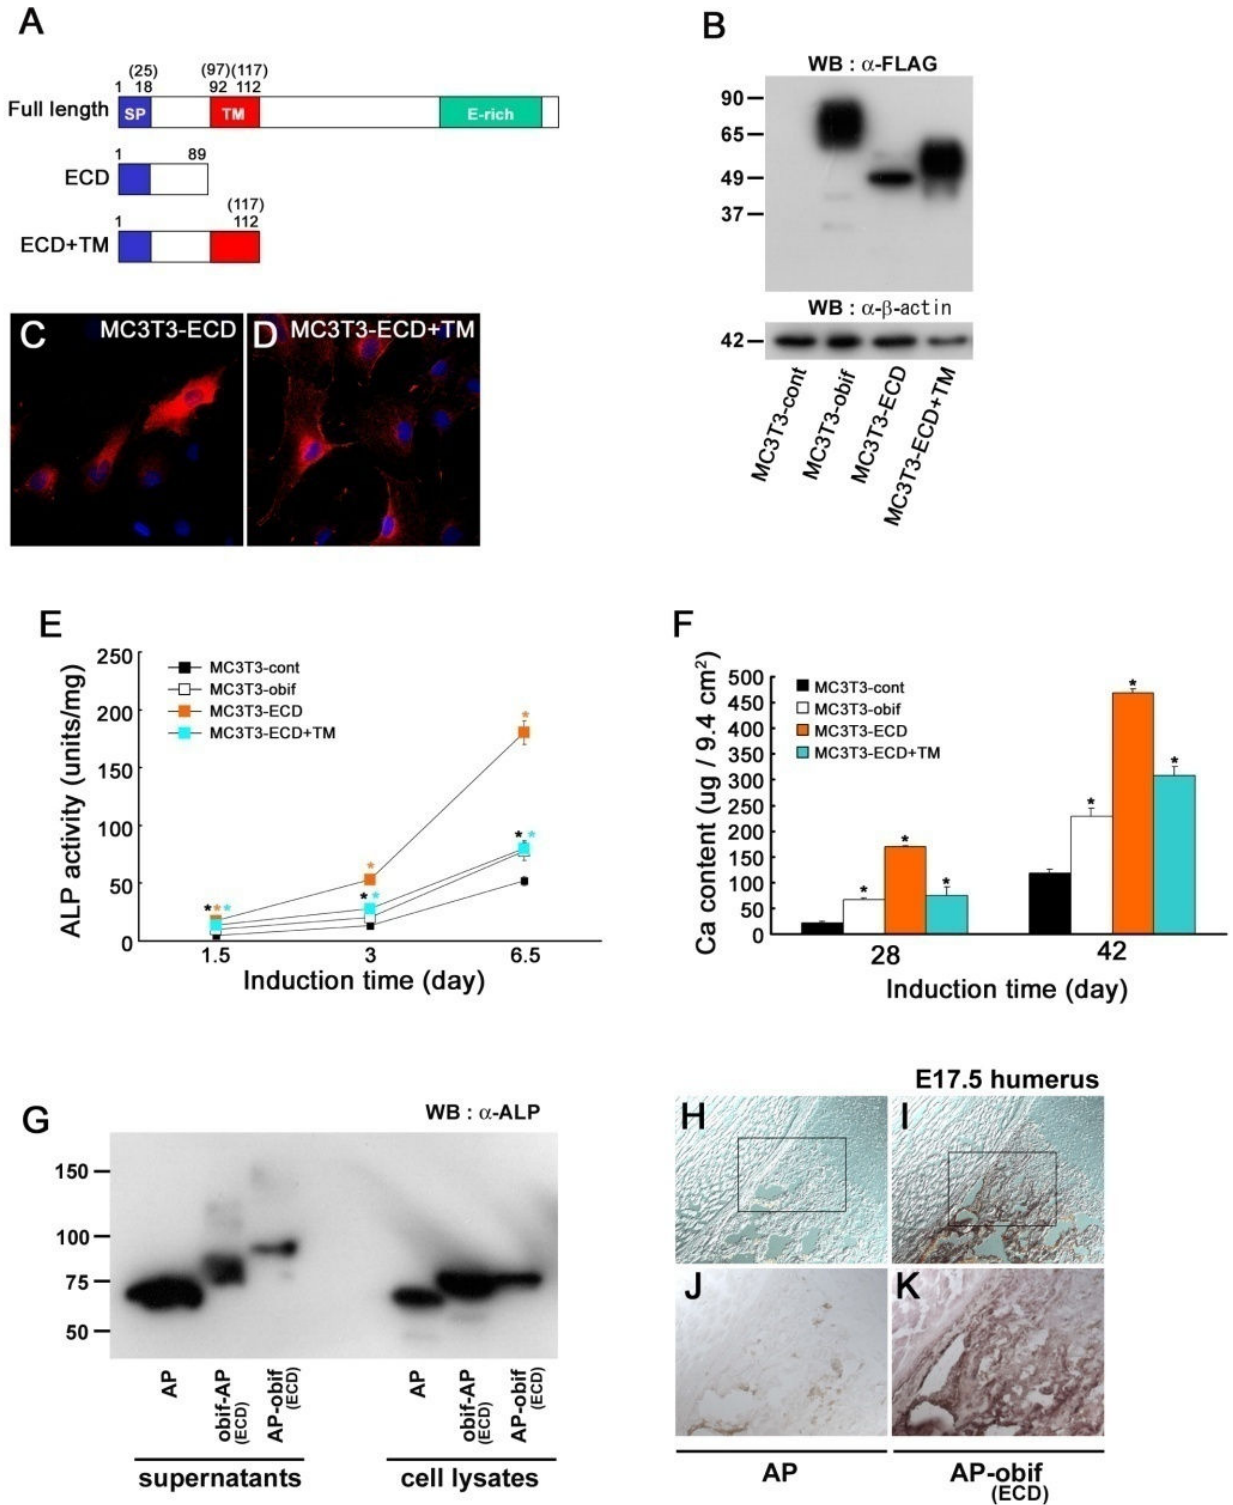 A
(25) (97)(117)
1 18 92 112
Full length SP TM E-rich
1 89
ECD
(117)
1 112
ECD+TM
B
WB : α-FLAG
90
65
49
37
WB : α-β-actin
42
MC3T3-cont
MC3T3-obif
MC3T3-ECD
MC3T3-ECD+TM
C MC3T3-ECD
D MC3T3-ECD+TM
E
ALP activity (units/mg)
250
200
150
100
50
0
MC3T3-cont
MC3T3-obif
MC3T3-ECD
MC3T3-ECD+TM
* * *
* * *
* * *
1.5 3 6.5
Induction time (day)
F
Ca content (ug / 9.4 cm²)
500
450
400
350
300
250
200
150
100
50
0
MC3T3-cont
MC3T3-obif
MC3T3-ECD
MC3T3-ECD+TM
* * *
* * *
28 42
Induction time (day)
G
WB : α-ALP
150
100
75
50
AP
obif-AP
(ECD)
AP-obif
(ECD)
AP
obif-AP
(ECD)
AP-obif
(ECD)
supernatants cell lysates
E17.5 humerus
H I
J K
AP AP-obif
(ECD)